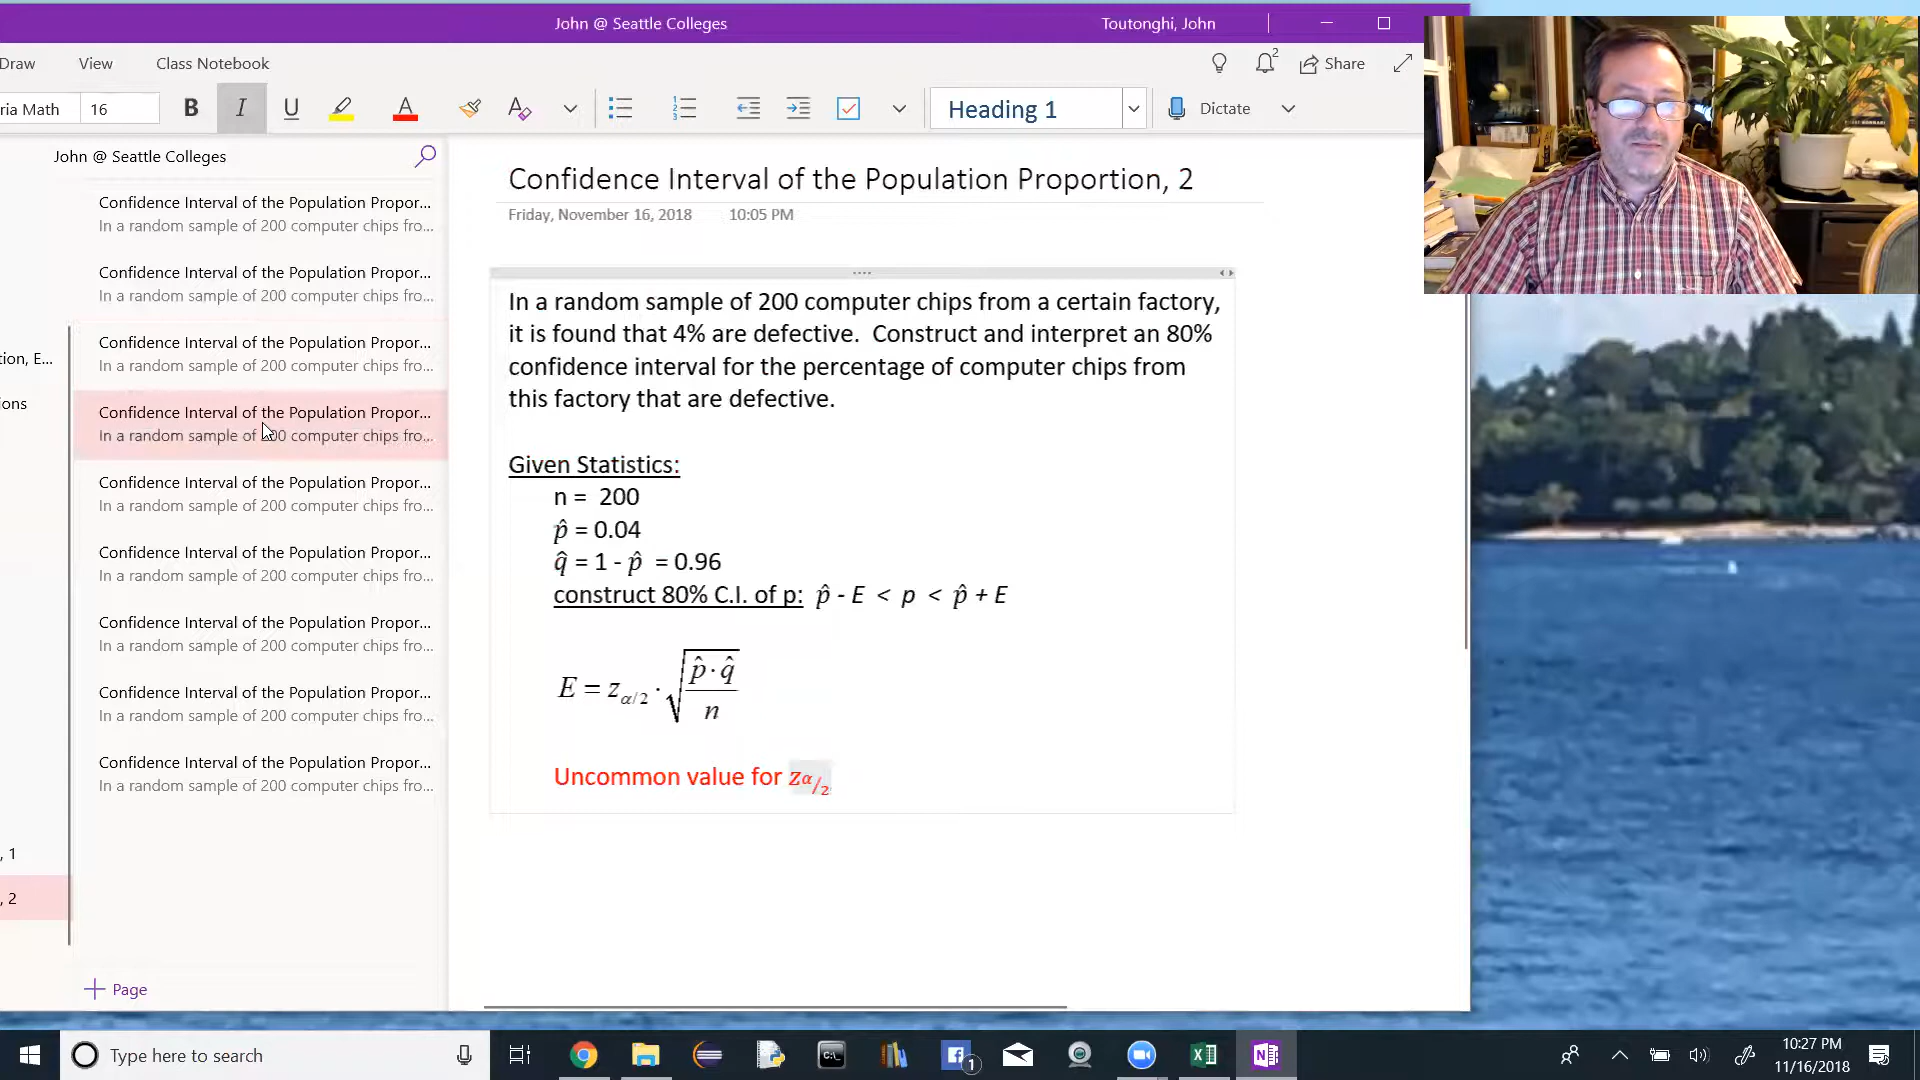 John @ Seattle Colleges
Toutonghi, John
Draw
View
Class Notebook
2
Share
ria Math
16
B
I
U
A
A
Heading 1
Dictate
John @ Seattle Colleges
Confidence Interval of the Population Propor...
In a random sample of 200 computer chips fro...
Confidence Interval of the Population Propor...
In a random sample of 200 computer chips fro...
Confidence Interval of the Population Propor...
In a random sample of 200 computer chips fro...
Confidence Interval of the Population Propor...
In a random sample of 200 computer chips fro...
Confidence Interval of the Population Propor...
In a random sample of 200 computer chips fro...
Confidence Interval of the Population Propor...
In a random sample of 200 computer chips fro...
Confidence Interval of the Population Propor...
In a random sample of 200 computer chips fro...
Confidence Interval of the Population Propor...
In a random sample of 200 computer chips fro...
Confidence Interval of the Population Propor...
In a random sample of 200 computer chips fro...
tion, E...
ions
, 1
, 2
Page
Confidence Interval of the Population Proportion, 2
Friday, November 16, 2018 10:05 PM
In a random sample of 200 computer chips from a certain factory,
it is found that 4% are defective. Construct and interpret an 80%
confidence interval for the percentage of computer chips from
this factory that are defective.
Given Statistics:
n = 200
p̂ = 0.04
q̂ = 1 - p̂ = 0.96
construct 80% C.I. of p: p̂ - E < p < p̂ + E
E = z_{α/2} · √(p̂ · q̂ / n)
Uncommon value for z_{α/2}
Type here to search
1
10:27 PM
11/16/2018